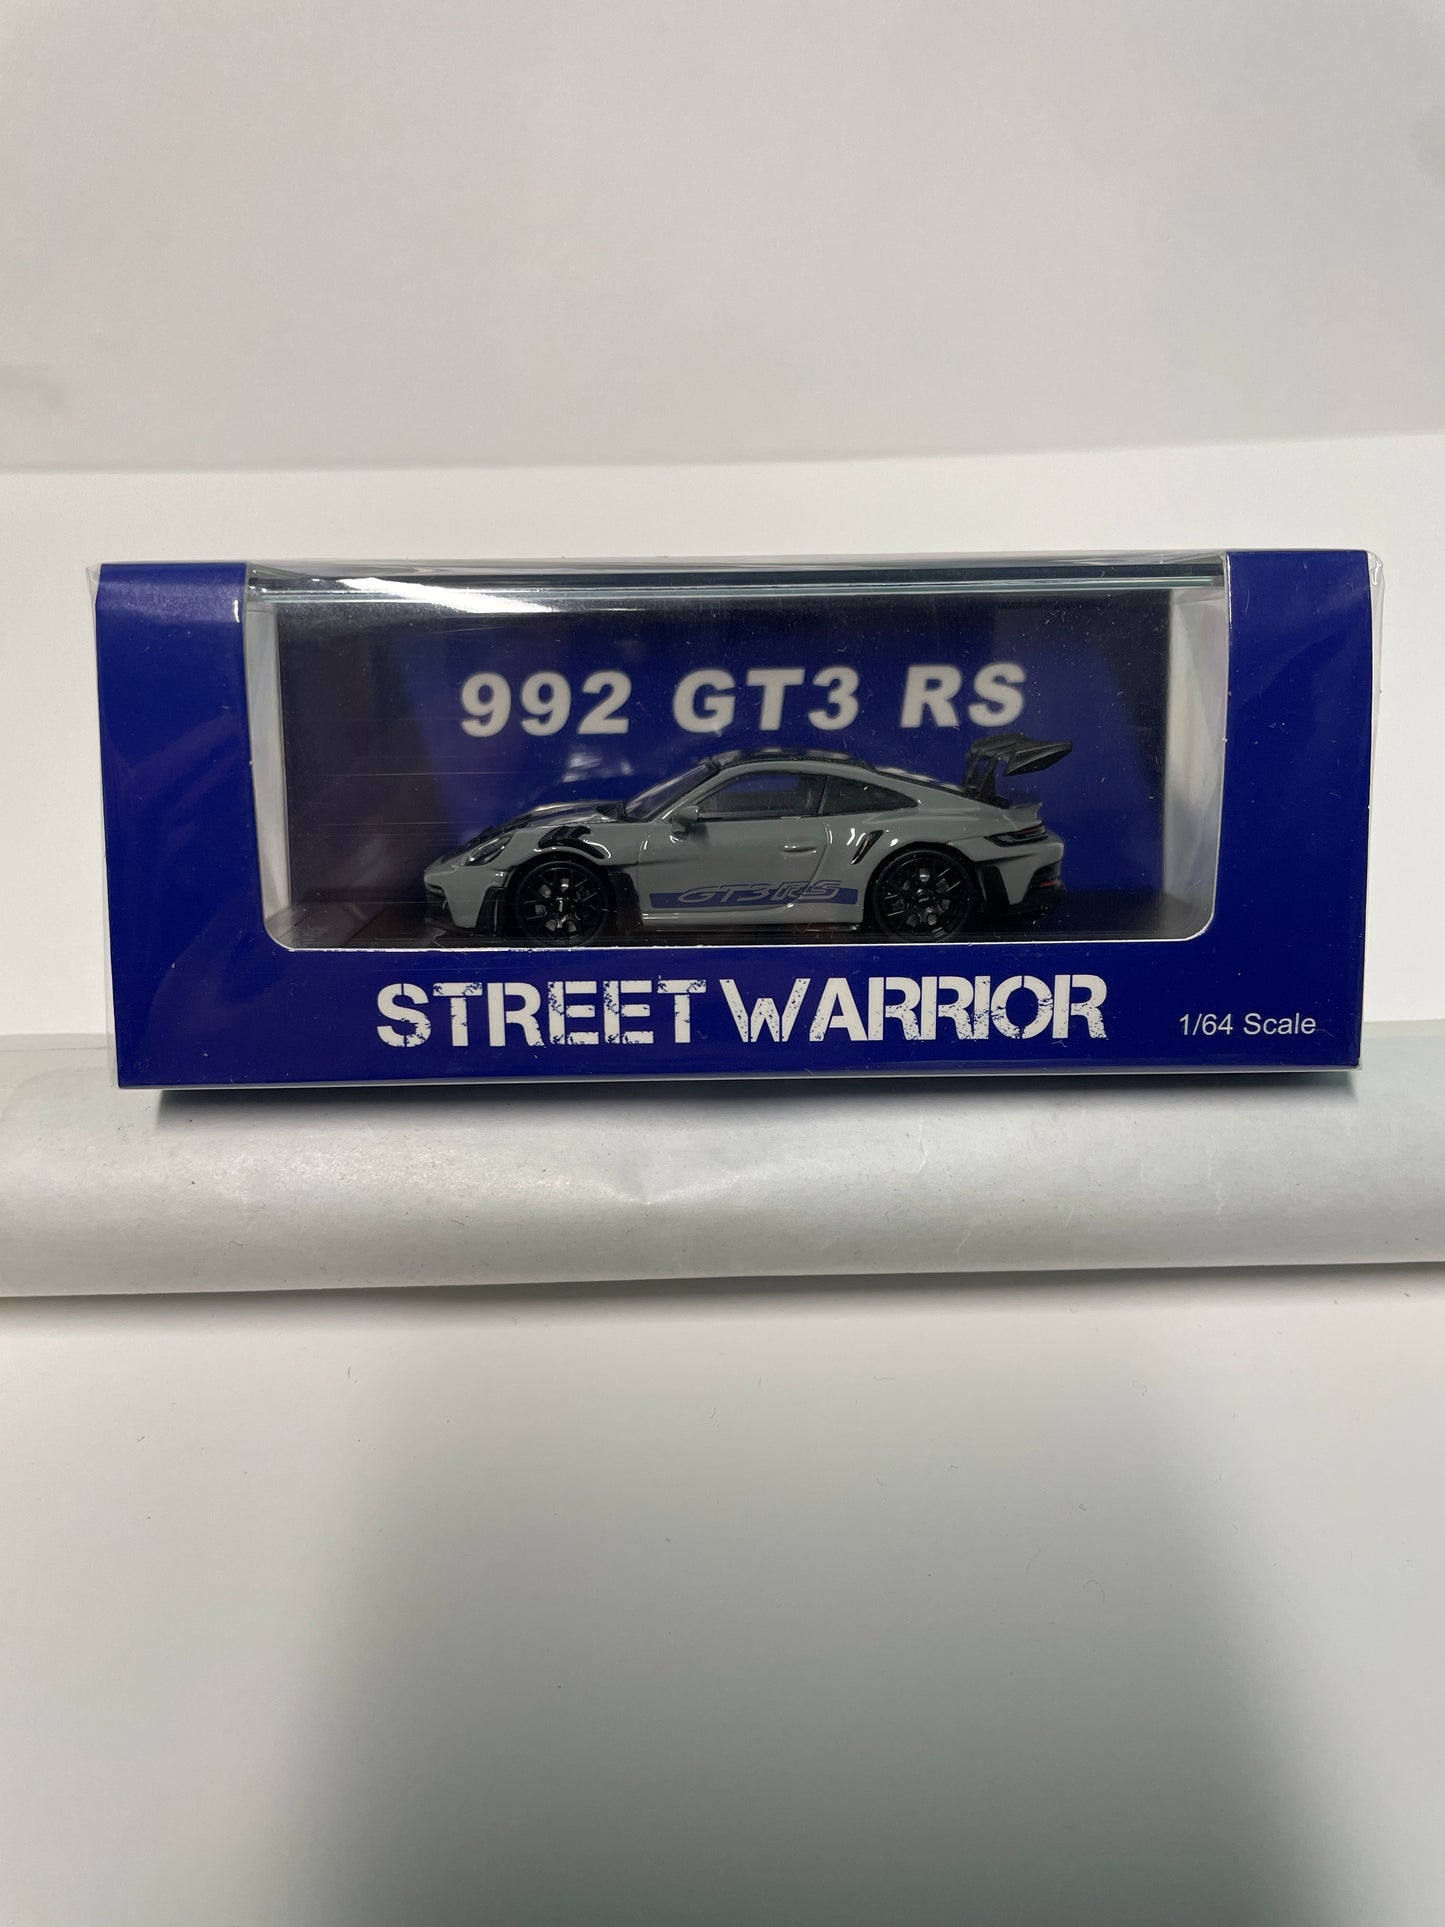 992 GT3 RS
GT3 RS
STREET WARRIOR
1/64 Scale